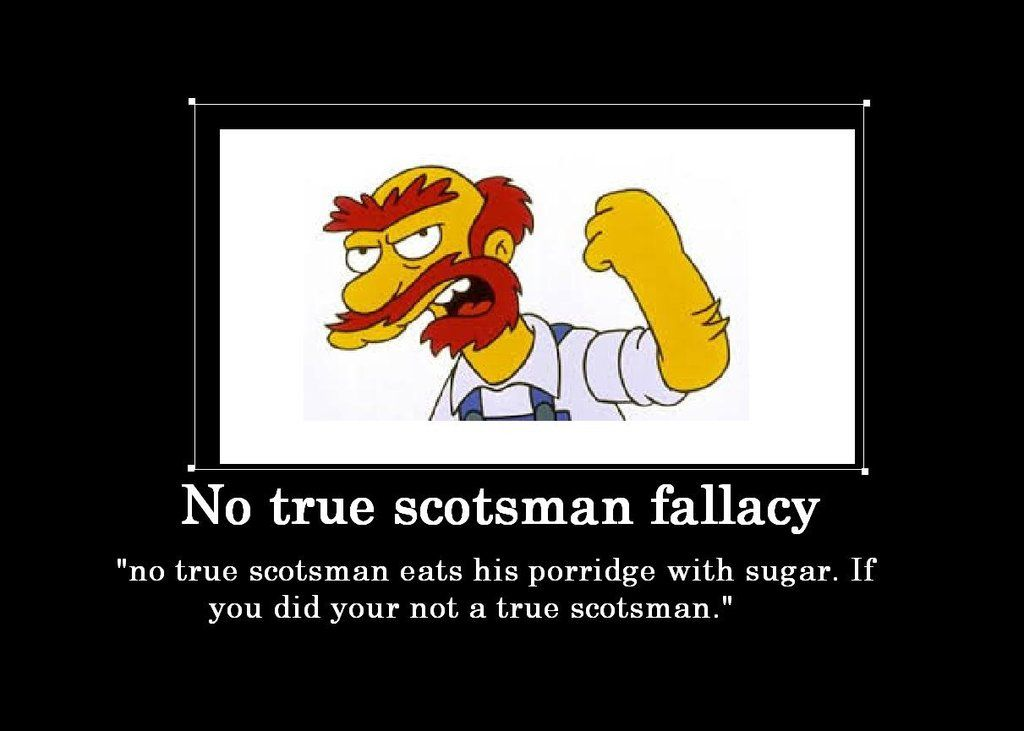 No true scotsman fallacy
"no true scotsman eats his porridge with sugar. If
you did your not a true scotsman."